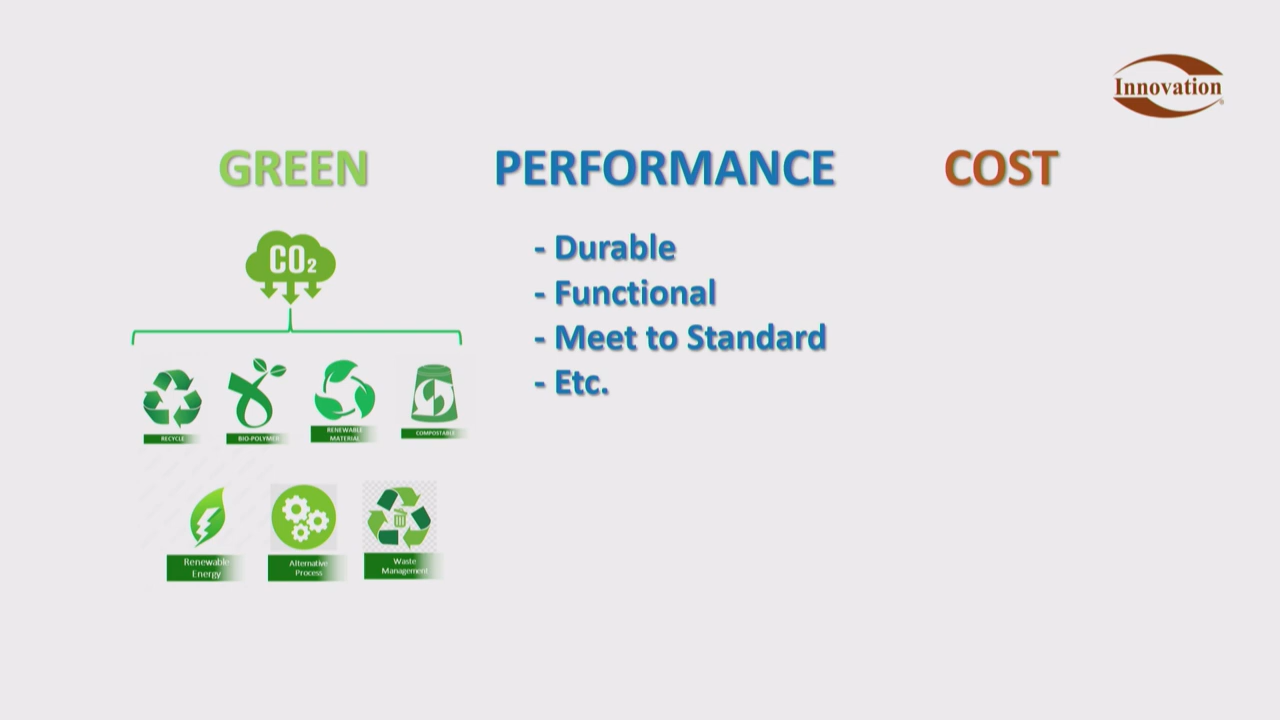 Innovation
GREEN
PERFORMANCE
COST
CO2
- Durable
- Functional
- Meet to Standard
- Etc.
RECYCLE
BIO-POLYMER
RENEWABLE
MATERIAL
COMPOSTABLE
Renewable
Energy
Alternative
Process
Waste
Management